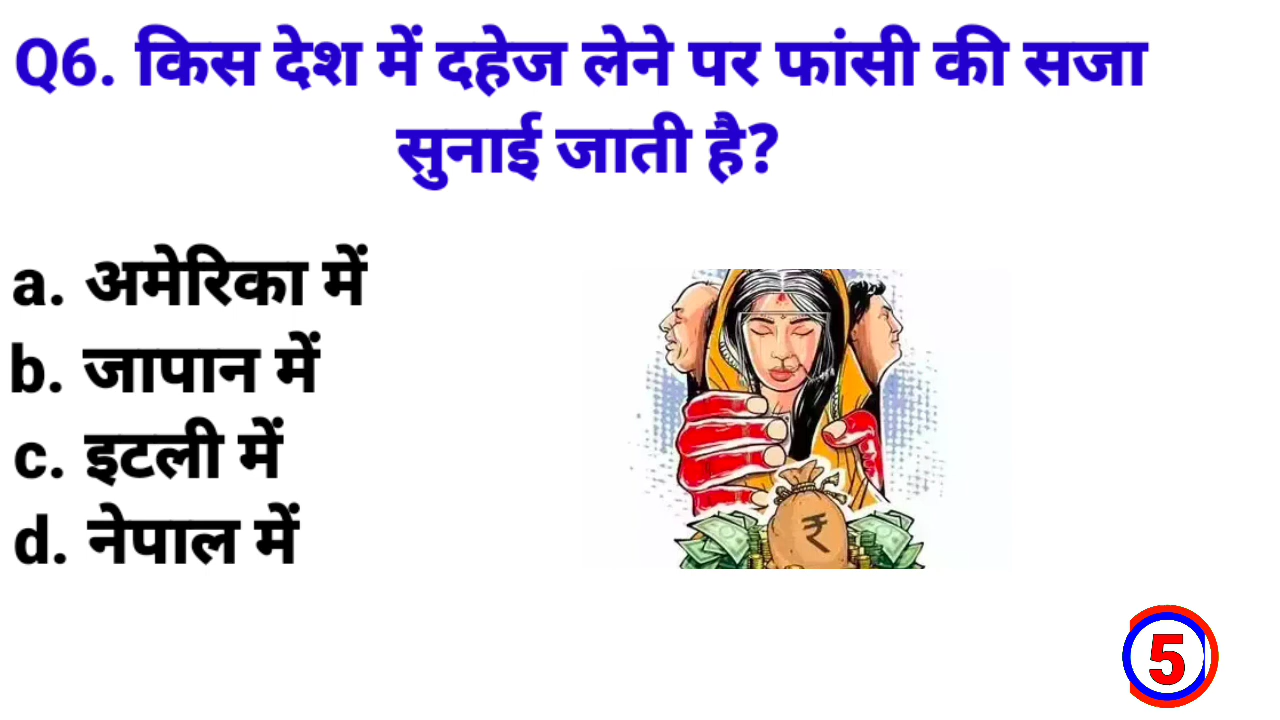 Q6. किस देश में दहेज लेने पर फांसी की सजा
सुनाई जाती है?
a. अमेरिका में
b. जापान में
c. इटली में
d. नेपाल में
₹
5